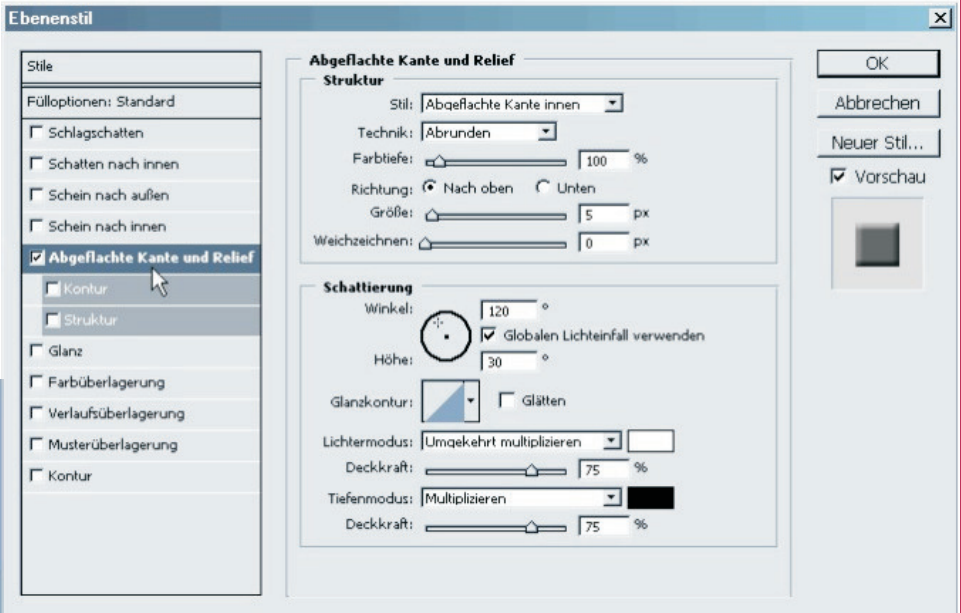 Ebenenstil
Stile
Fülloptionen: Standard
Schlagschatten
Schatten nach innen
Schein nach außen
Schein nach innen
Abgeflachte Kante und Relief
Kontur
Struktur
Glanz
Farbüberlagerung
Verlaufsüberlagerung
Musterüberlagerung
Kontur
Abgeflachte Kante und Relief
Struktur
Stil: Abgeflachte Kante innen
Technik: Abrunden
Farbtiefe: 100 %
Richtung: Nach oben Unten
Größe: 5 px
Weichzeichnen: 0 px
Schattierung
Winkel: 120 °
Globalen Lichteinfall verwenden
Höhe: 30 °
Glanzkontur: Glätten
Lichtermodus: Umgekehrt multiplizieren
Deckkraft: 75 %
Tiefenmodus: Multiplizieren
Deckkraft: 75 %
OK
Abbrechen
Neuer Stil...
Vorschau